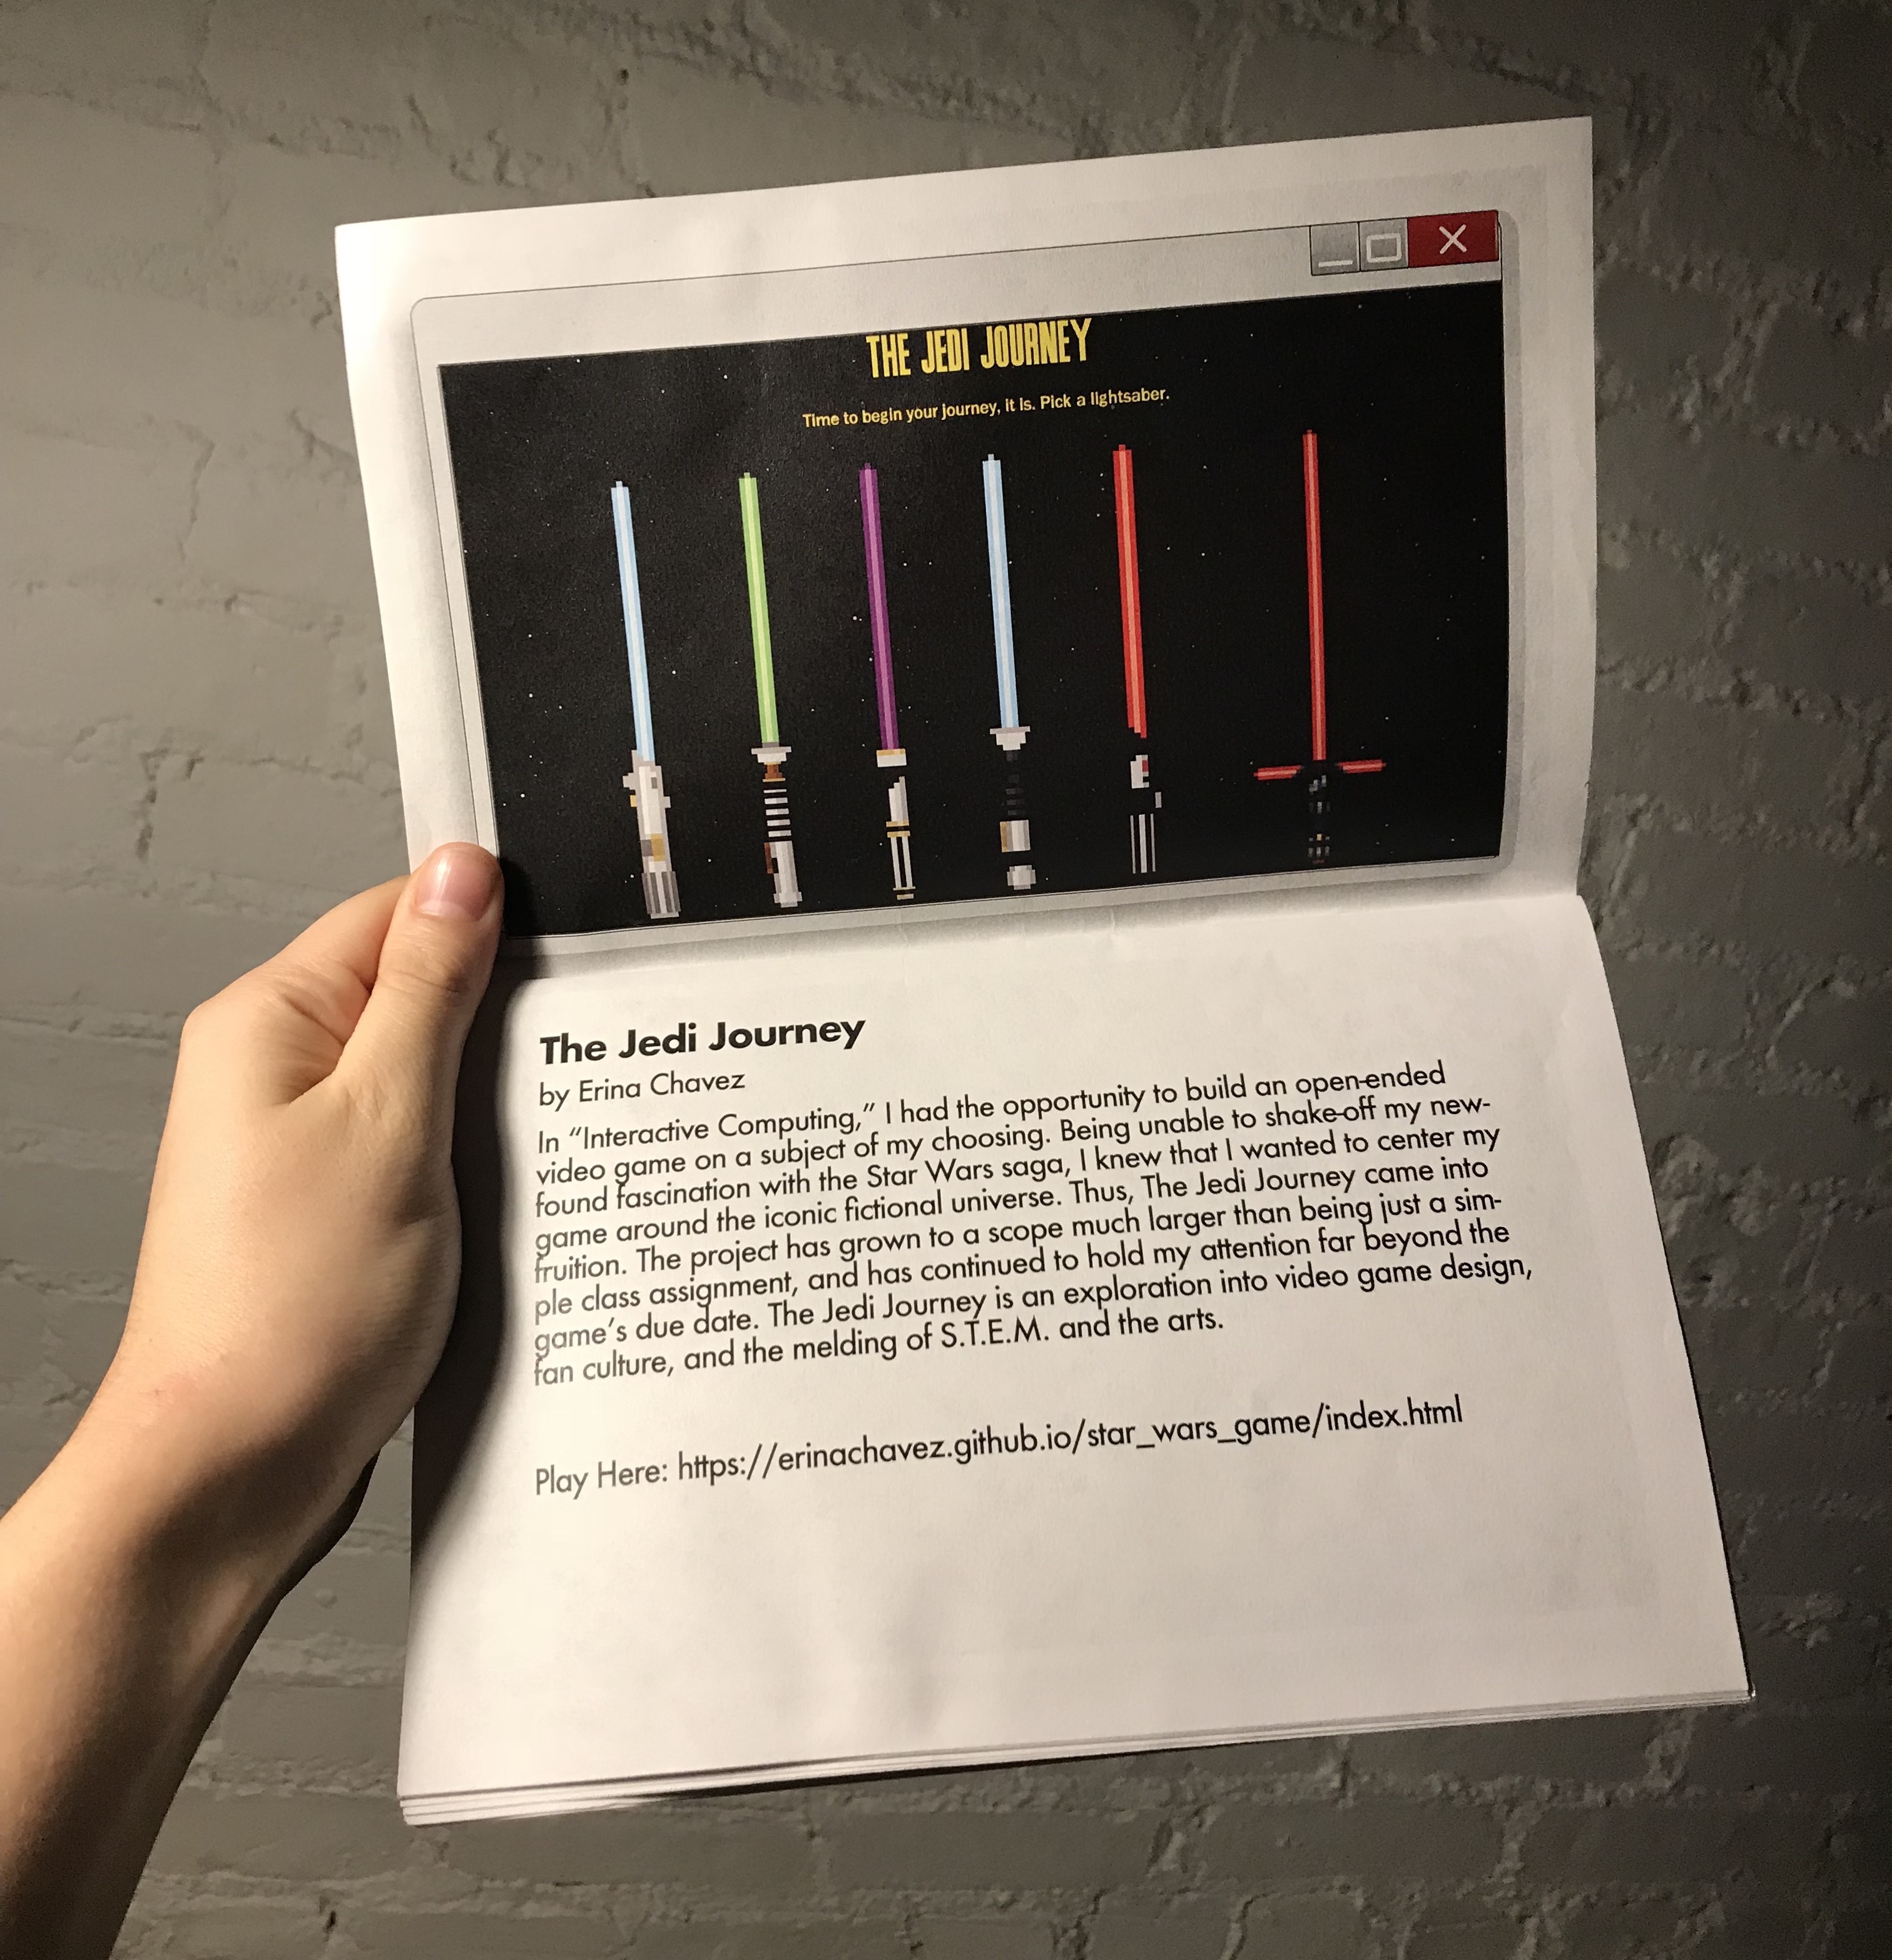 THE JEDI JOURNEY
Time to begin your journey, it is. Pick a lightsaber.
The Jedi Journey
by Erina Chavez
In “Interactive Computing,” I had the opportunity to build an open-ended
video game on a subject of my choosing. Being unable to shake-off my new-
found fascination with the Star Wars saga, I knew that I wanted to center my
game around the iconic fictional universe. Thus, The Jedi Journey came into
fruition. The project has grown to a scope much larger than being just a sim-
ple class assignment, and has continued to hold my attention far beyond the
game’s due date. The Jedi Journey is an exploration into video game design,
fan culture, and the melding of S.T.E.M. and the arts.
Play Here: https://erinachavez.github.io/star_wars_game/index.html